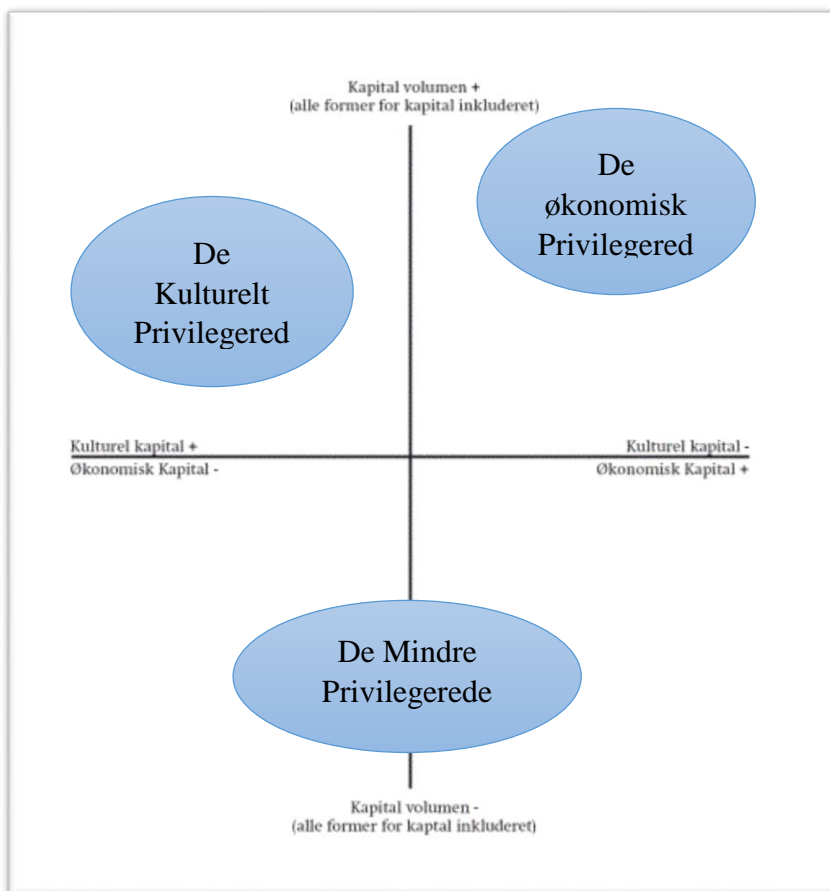 Kapital volumen +
(alle former for kapital inkluderet)
De
økonomisk
Privilegered
De
Kulturelt
Privilegered
Kulturel kapital +
Økonomisk Kapital -
Kulturel kapital -
Økonomisk Kapital +
De Mindre
Privilegerede
Kapital volumen -
(alle former for kaptal inkluderet)